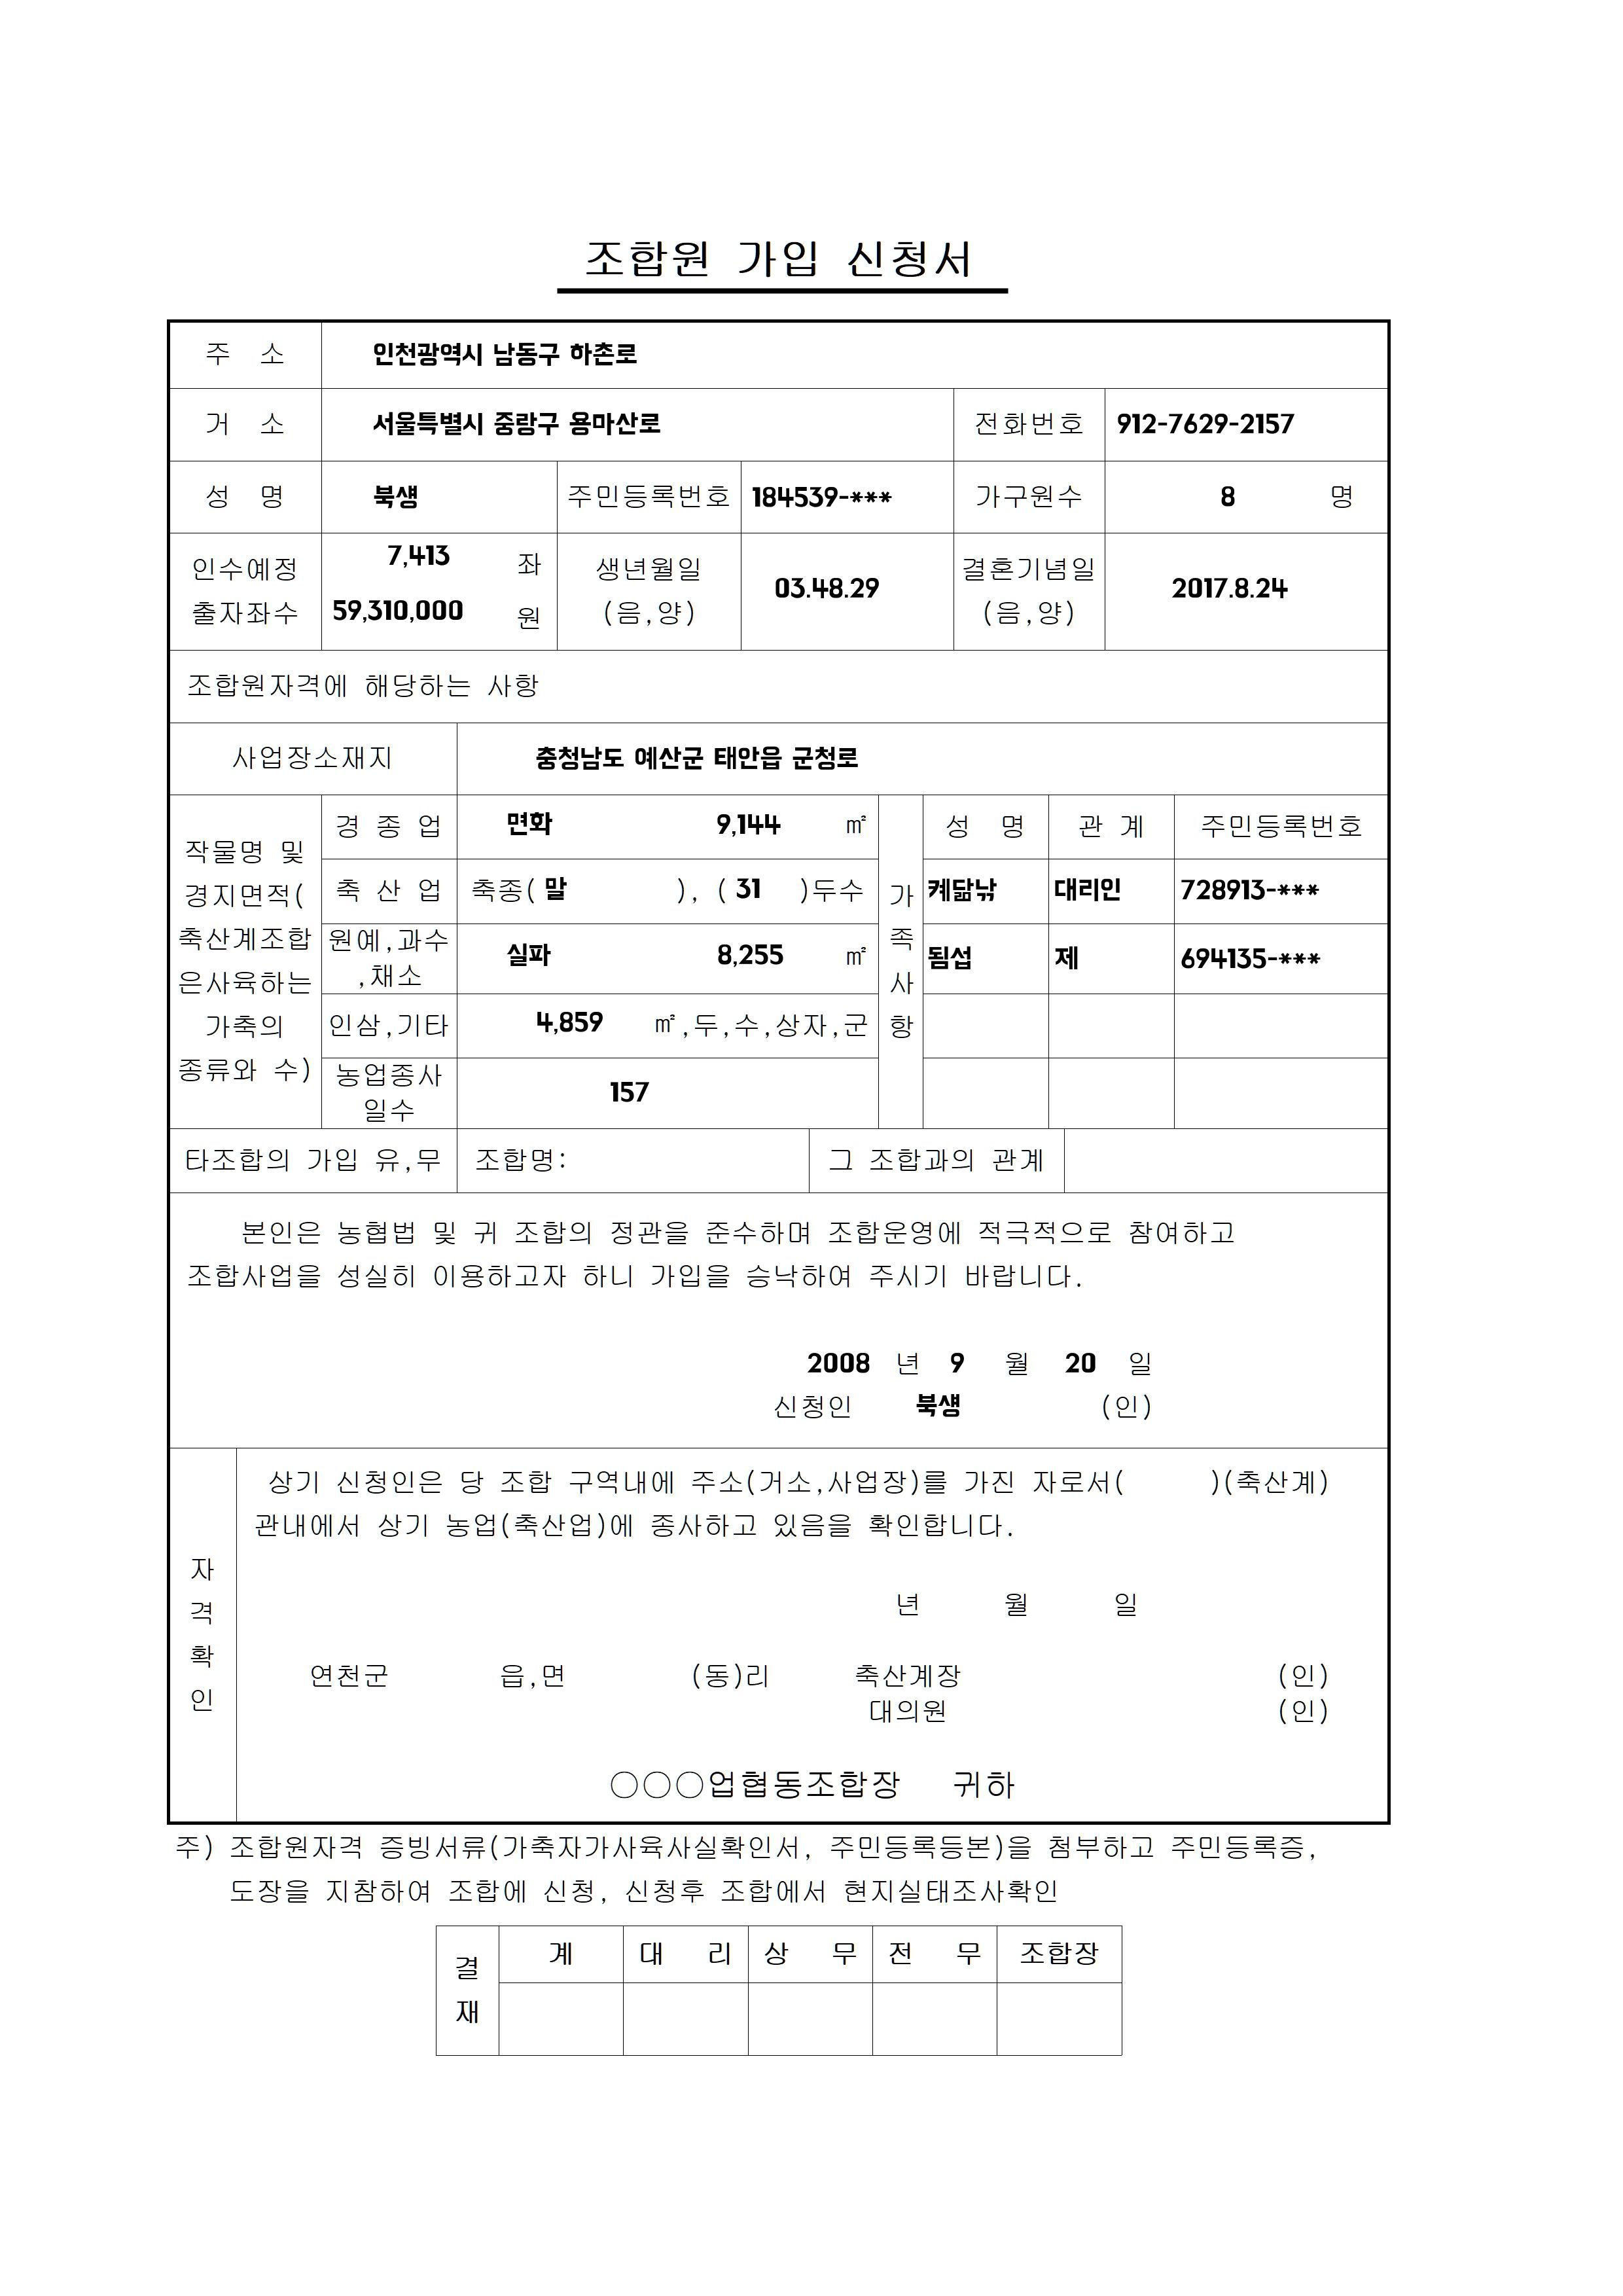 조합원 가입 신청서
주 소 인천광역시 남동구 하촌로
거 소 서울특별시 중랑구 용마산로 전화번호 912-7629-2157
성 명 북생 주민등록번호 184539-*** 가구원수 8 명
인수예정 출자좌수 7,413 좌 59,310,000 원 생년월일 (음,양) 03.48.29 결혼기념일 (음,양) 2017.8.24
조합원자격에 해당하는 사항
사업장소재지 충청남도 예산군 태안읍 군청로
작물명 및 경지면적(축산계조합은사육하는 가축의 종류와 수) 경 종 업 면화 9,144 ㎡ 가족사항 성 명 관 계 주민등록번호
축 산 업 축종( 말 ), ( 31 )두수 케닮낚 대리인 728913-***
원예,과수,채소 실파 8,255 ㎡ 됨섭 제 694135-***
인삼,기타 4,859 ㎡,두,수,상자,군
농업종사일수 157
타조합의 가입 유,무 조합명: 그 조합과의 관계
본인은 농협법 및 귀 조합의 정관을 준수하며 조합운영에 적극적으로 참여하고
조합사업을 성실히 이용하고자 하니 가입을 승낙하여 주시기 바랍니다.
2008 년 9 월 20 일
신청인 북생 (인)
자격확인
상기 신청인은 당 조합 구역내에 주소(거소,사업장)를 가진 자로서( )(축산계)
관내에서 상기 농업(축산업)에 종사하고 있음을 확인합니다.
년 월 일
연천군 읍,면 (동)리 축산계장 (인)
대의원 (인)
○○○업협동조합장 귀하
주) 조합원자격 증빙서류(가축자가사육사실확인서, 주민등록등본)을 첨부하고 주민등록증,
도장을 지참하여 조합에 신청, 신청후 조합에서 현지실태조사확인
결재 계 대 리 상 무 전 무 조합장